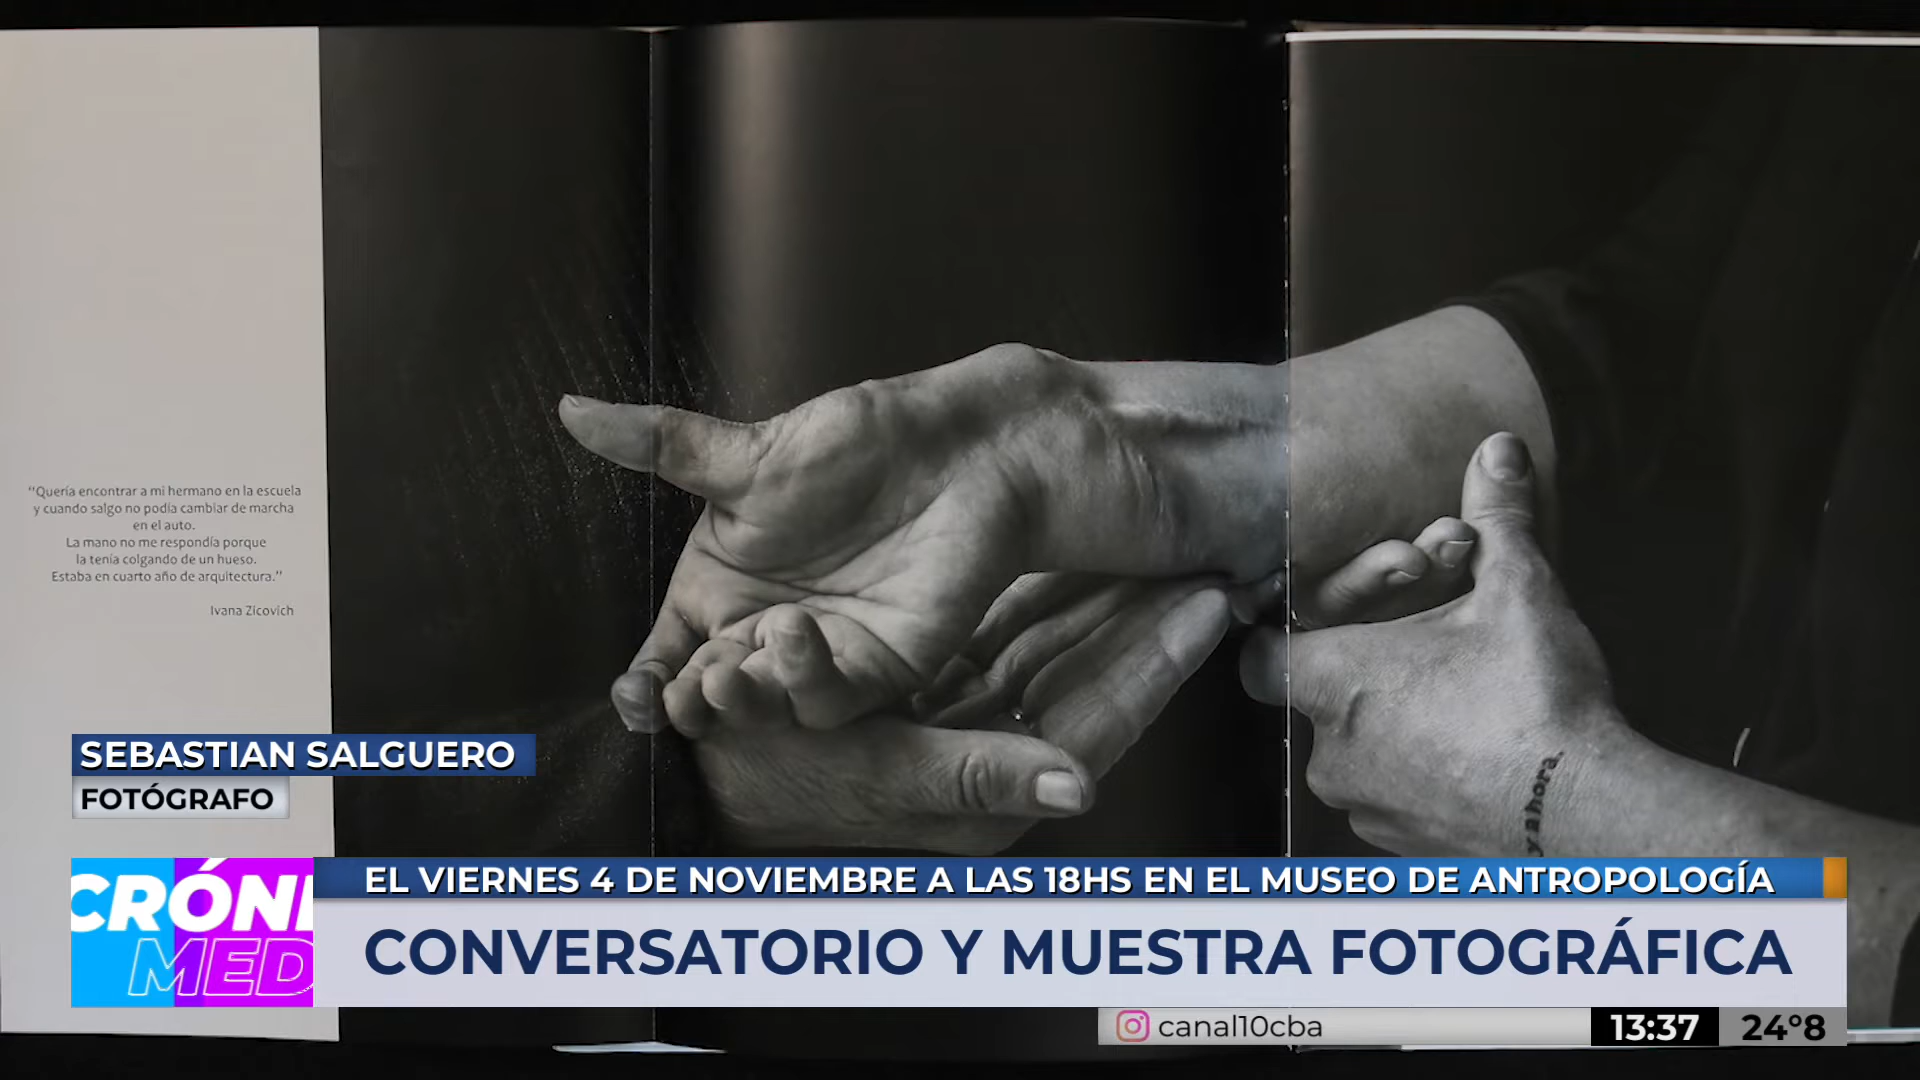 “Quería encontrar a mi hermano en la escuela
y cuando salgo no podía cambiar de marcha
en el auto.
La mano no me respondía porque
la tenía colgando de un hueso.
Estaba en cuarto año de arquitectura.”
Ivana Zicovich
y ahora.
SEBASTIAN SALGUERO
FOTÓGRAFO
CRÓNI
MED
EL VIERNES 4 DE NOVIEMBRE A LAS 18HS EN EL MUSEO DE ANTROPOLOGÍA
CONVERSATORIO Y MUESTRA FOTOGRÁFICA
canal10cba
13:37
24°8